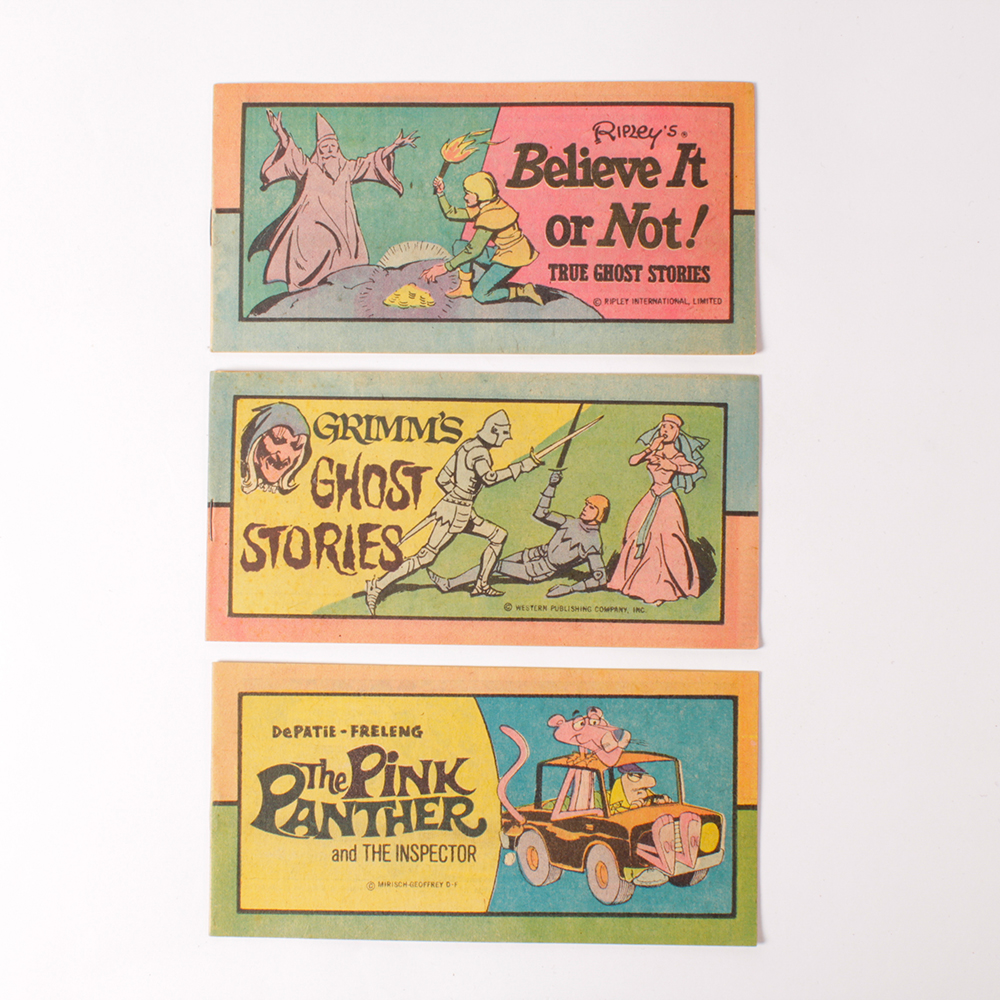 RIPLEY'S ®
Believe It
or Not!
TRUE GHOST STORIES
© RIPLEY INTERNATIONAL, LIMITED
GRIMM'S
GHOST
STORIES
© WESTERN PUBLISHING COMPANY, INC.
DePATIE - FRELENG
The PINK
PANTHER
and THE INSPECTOR
© MIRISCH-GEOFFREY D-F